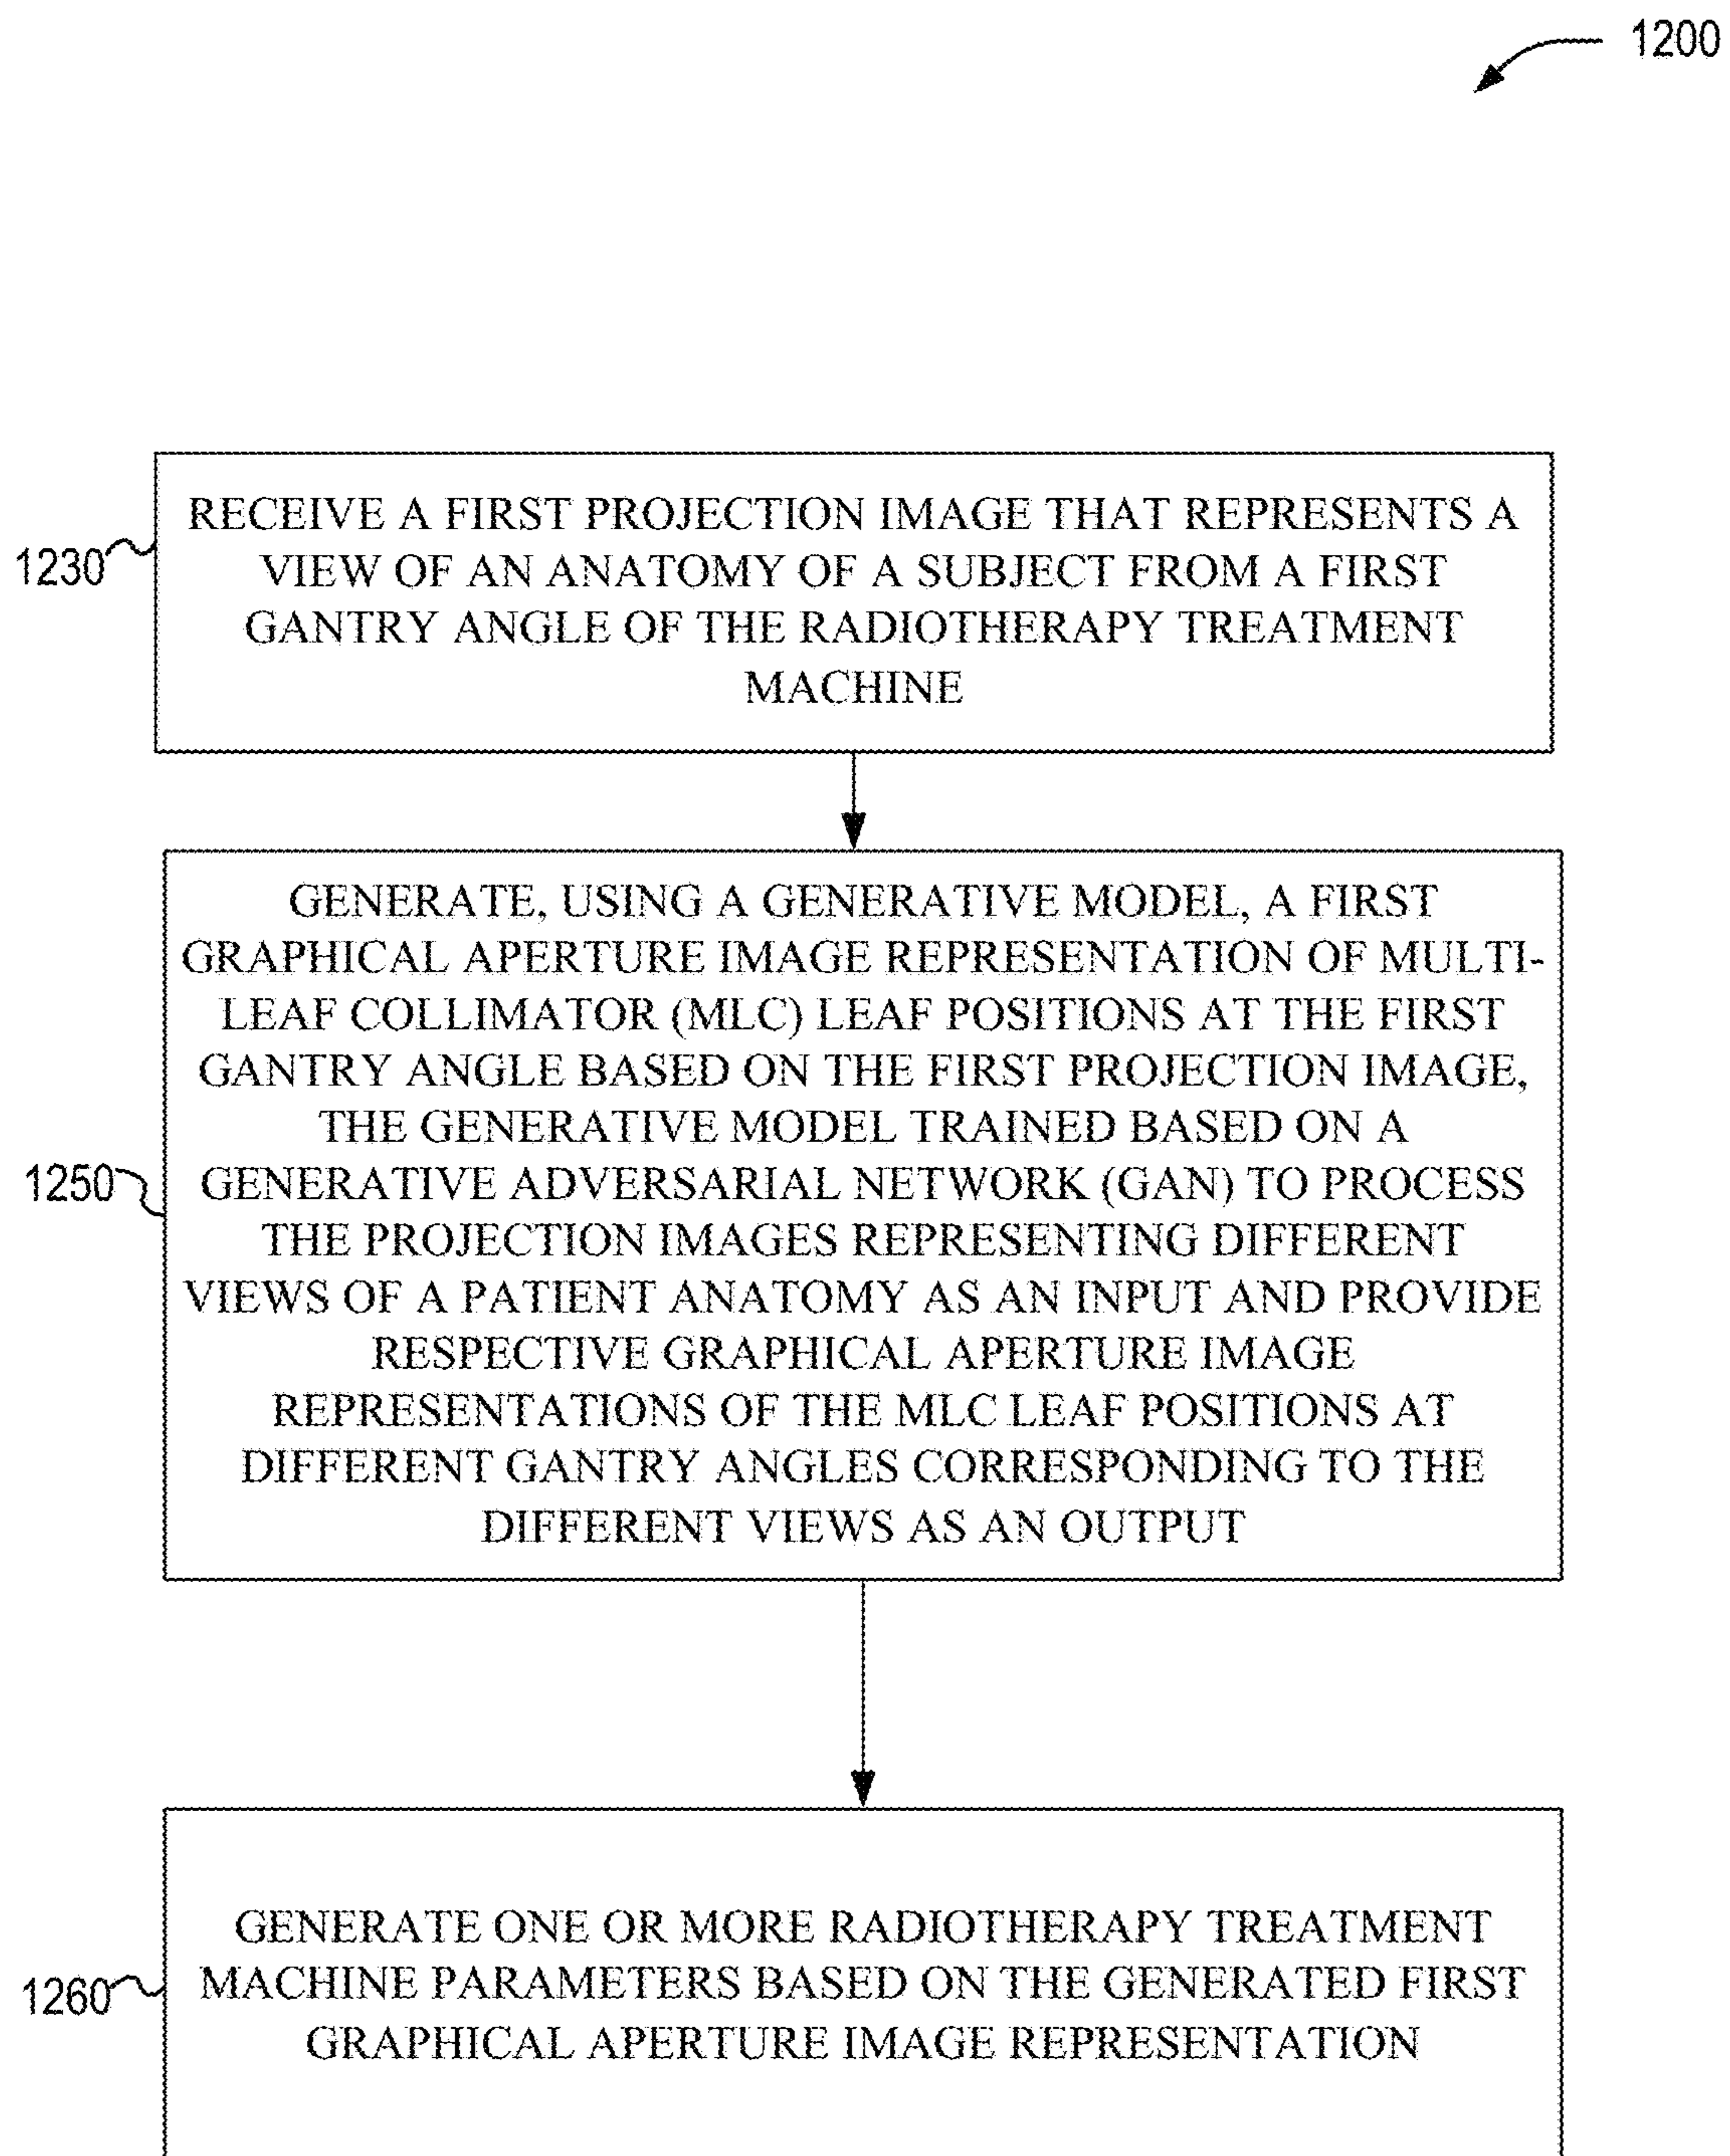 1200
RECEIVE A FIRST PROJECTION IMAGE THAT REPRESENTS A
VIEW OF AN ANATOMY OF A SUBJECT FROM A FIRST
GANTRY ANGLE OF THE RADIOTHERAPY TREATMENT
MACHINE
1230
GENERATE, USING A GENERATIVE MODEL, A FIRST
GRAPHICAL APERTURE IMAGE REPRESENTATION OF MULTI-
LEAF COLLIMATOR (MLC) LEAF POSITIONS AT THE FIRST
GANTRY ANGLE BASED ON THE FIRST PROJECTION IMAGE,
THE GENERATIVE MODEL TRAINED BASED ON A
GENERATIVE ADVERSARIAL NETWORK (GAN) TO PROCESS
THE PROJECTION IMAGES REPRESENTING DIFFERENT
VIEWS OF A PATIENT ANATOMY AS AN INPUT AND PROVIDE
RESPECTIVE GRAPHICAL APERTURE IMAGE
REPRESENTATIONS OF THE MLC LEAF POSITIONS AT
DIFFERENT GANTRY ANGLES CORRESPONDING TO THE
DIFFERENT VIEWS AS AN OUTPUT
1250
GENERATE ONE OR MORE RADIOTHERAPY TREATMENT
MACHINE PARAMETERS BASED ON THE GENERATED FIRST
GRAPHICAL APERTURE IMAGE REPRESENTATION
1260